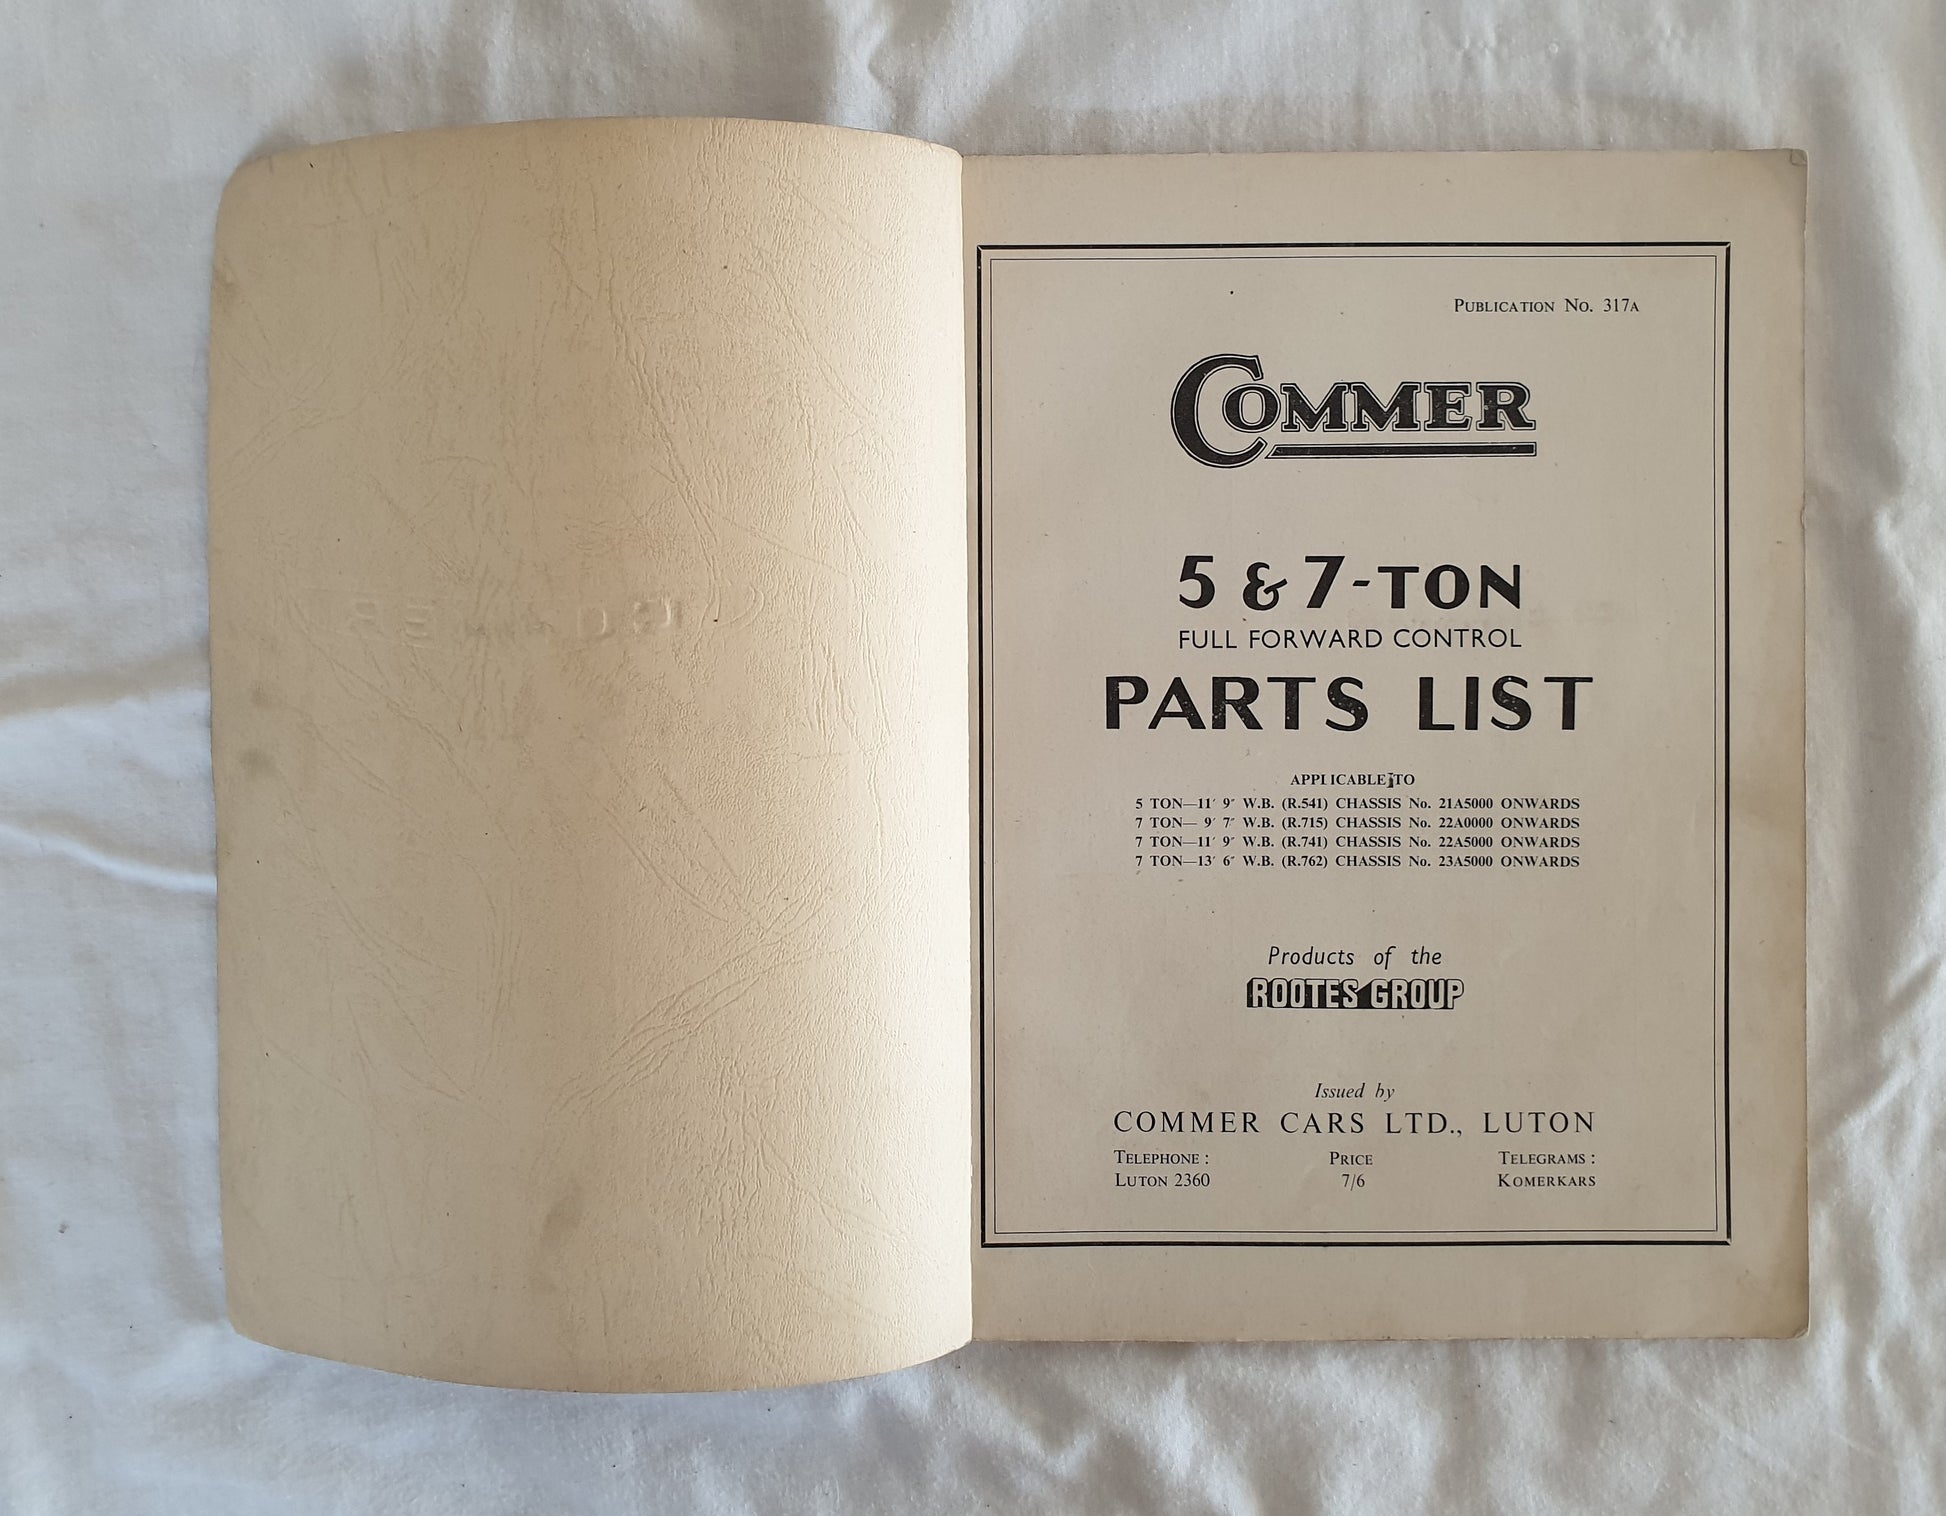 PUBLICATION No. 317A
COMMER
5 & 7-TON
FULL FORWARD CONTROL
PARTS LIST
APPLICABLE TO
5 TON—11′ 9″ W.B. (R.541) CHASSIS No. 21A5000 ONWARDS
7 TON— 9′ 7″ W.B. (R.715) CHASSIS No. 22A0000 ONWARDS
7 TON—11′ 9″ W.B. (R.741) CHASSIS No. 22A5000 ONWARDS
7 TON—13′ 6″ W.B. (R.762) CHASSIS No. 23A5000 ONWARDS
Products of the
ROOTES GROUP
Issued by
COMMER CARS LTD., LUTON
TELEPHONE : PRICE TELEGRAMS :
LUTON 2360 7/6 KOMERKARS